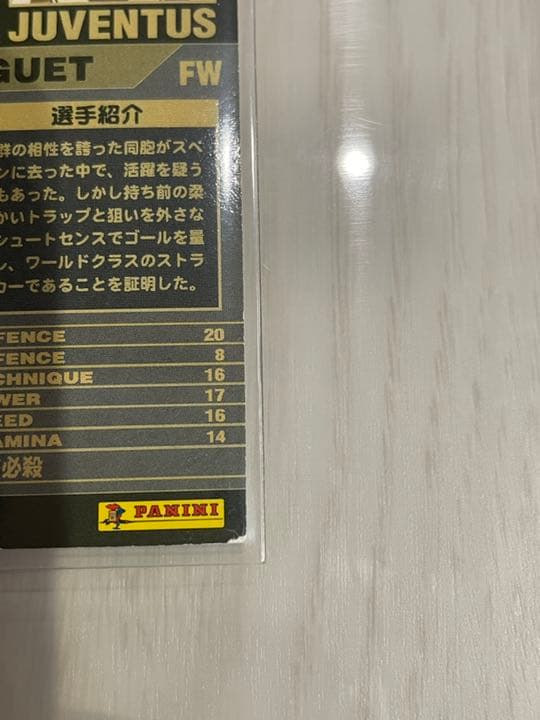 JUVENTUS
GUET
FW
選手紹介
群の相性を誇った同胞がスペ
ンに去った中で、活躍を疑う
もあった。しかし持ち前の柔
かいトラップと狙いを外さな
シュートセンスでゴールを量
し、ワールドクラスのストラ
カーであることを証明した。
FENCE 20
FENCE 8
CHNIQUE 16
WER 17
EED 16
AMINA 14
必殺
PANINI